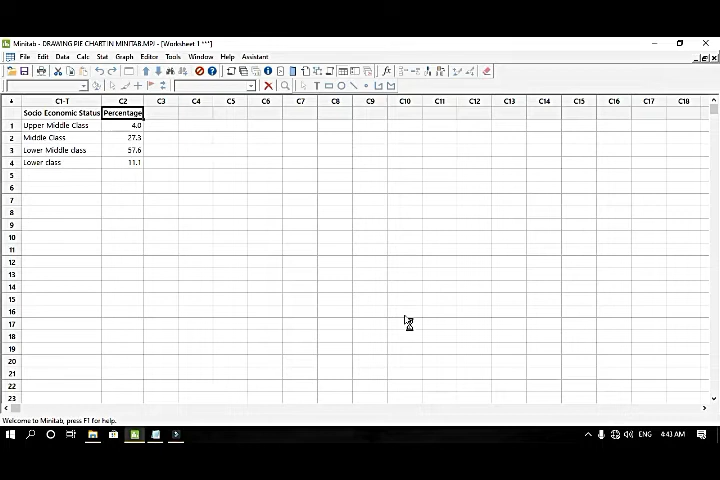 Minitab - DRAWING PIE CHART IN MINITAB.MPJ - [Worksheet 1 ***]
File Edit Data Calc Stat Graph Editor Tools Window Help Assistant
C1-T C2 C3 C4 C5 C6 C7 C8 C9 C10 C11 C12 C13 C14 C15 C16 C17 C18
Socio Economic Status Percentage
1 Upper Middle Class 4.0
2 Middle Class 27.3
3 Lower Middle class 57.6
4 Lower class 11.1
5
6
7
8
9
10
11
12
13
14
15
16
17
18
19
20
21
22
23
Welcome to Minitab, press F1 for help.
ENG 4:43 AM